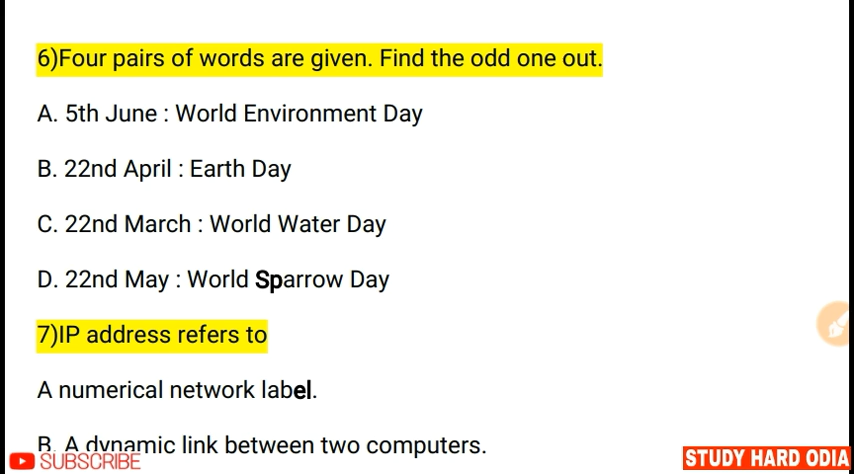 6)Four pairs of words are given. Find the odd one out.
A. 5th June : World Environment Day
B. 22nd April : Earth Day
C. 22nd March : World Water Day
D. 22nd May : World Sparrow Day
7)IP address refers to
A numerical network label.
B. A dynamic link between two computers.
SUBSCRIBE
STUDY HARD ODIA